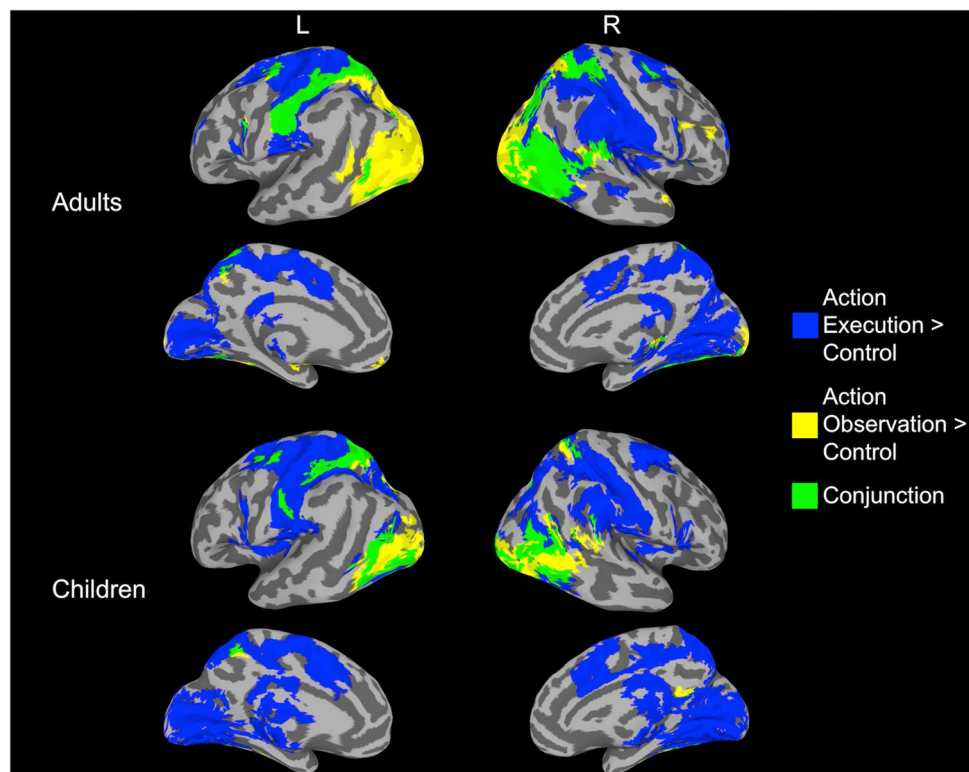 L
R
Adults
Action
Execution >
Control
Action
Observation >
Control
Conjunction
Children